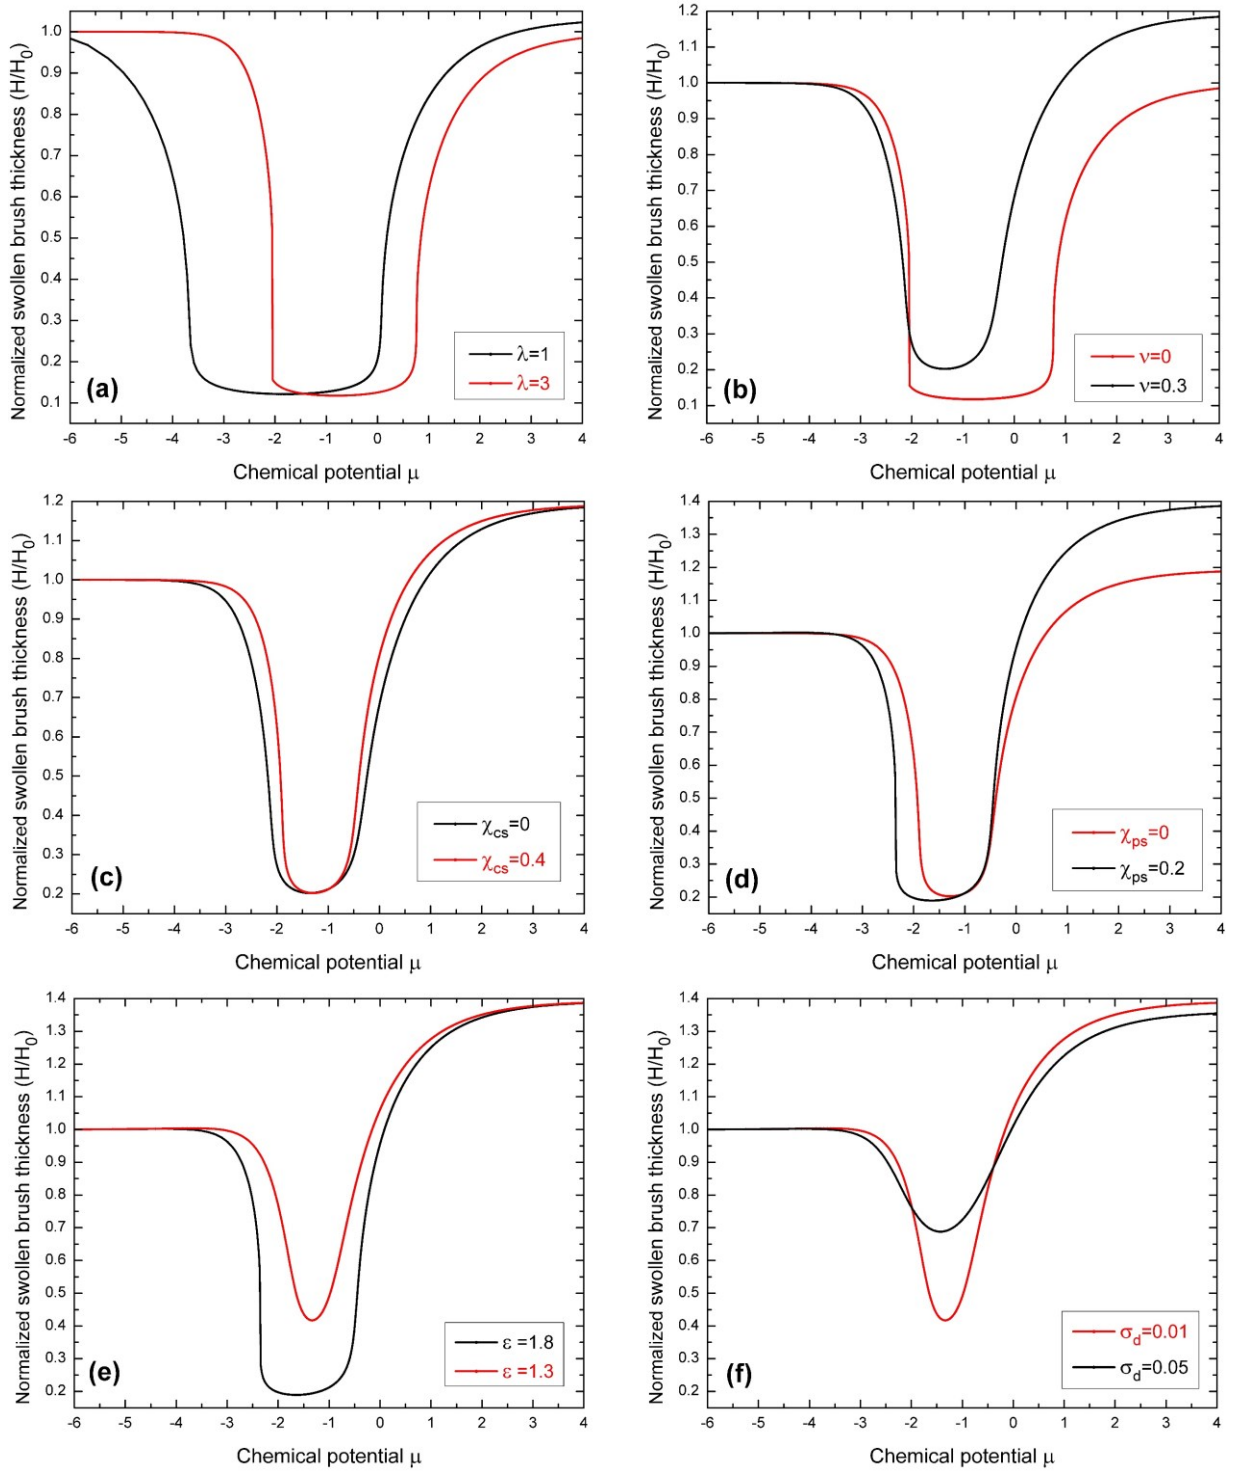 Normalized swollen brush thickness (H/H₀)
1.0
0.9
0.8
0.7
0.6
0.5
0.4
0.3
0.2
0.1
(a)
λ=1
λ=3
-6 -5 -4 -3 -2 -1 0 1 2 3 4
Chemical potential μ
Normalized swollen brush thickness (H/H₀)
1.2
1.1
1.0
0.9
0.8
0.7
0.6
0.5
0.4
0.3
0.2
0.1
(b)
ν=0
ν=0.3
-6 -5 -4 -3 -2 -1 0 1 2 3 4
Chemical potential μ
Normalized swollen brush thickness (H/H₀)
1.2
1.1
1.0
0.9
0.8
0.7
0.6
0.5
0.4
0.3
0.2
(c)
χcs=0
χcs=0.4
-6 -5 -4 -3 -2 -1 0 1 2 3 4
Chemical potential μ
Normalized swollen brush thickness (H/H₀)
1.4
1.3
1.2
1.1
1.0
0.9
0.8
0.7
0.6
0.5
0.4
0.3
0.2
(d)
χps=0
χps=0.2
-6 -5 -4 -3 -2 -1 0 1 2 3 4
Chemical potential μ
Normalized swollen brush thickness (H/H₀)
1.4
1.3
1.2
1.1
1.0
0.9
0.8
0.7
0.6
0.5
0.4
0.3
0.2
(e)
ε =1.8
ε =1.3
-6 -5 -4 -3 -2 -1 0 1 2 3 4
Chemical potential μ
Normalized swollen brush thickness (H/H₀)
1.4
1.3
1.2
1.1
1.0
0.9
0.8
0.7
0.6
0.5
0.4
0.3
0.2
(f)
σd=0.01
σd=0.05
-6 -5 -4 -3 -2 -1 0 1 2 3 4
Chemical potential μ